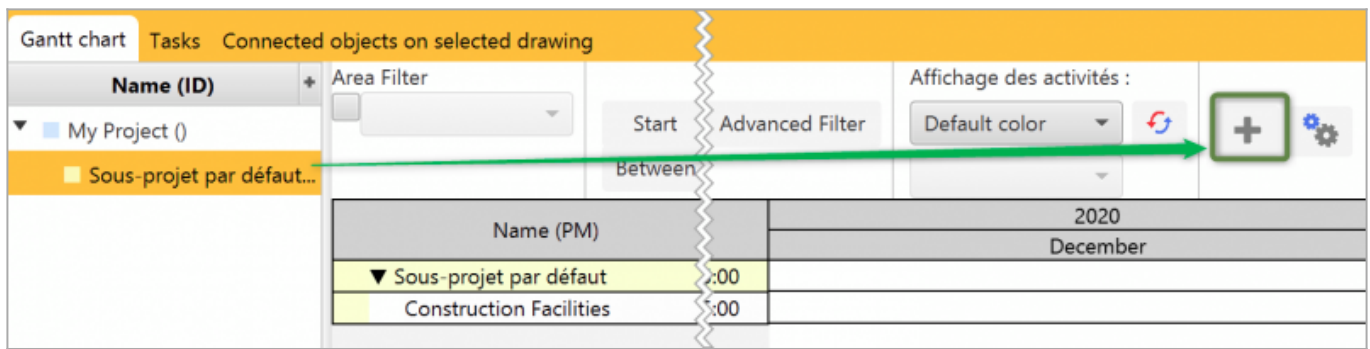 Gantt chart Tasks Connected objects on selected drawing
Name (ID) +
Area Filter
Affichage des activités :
My Project ()
Start Advanced Filter
Default color
Sous-projet par défaut...
Between
Name (PM)
2020
December
Sous-projet par défaut :00
Construction Facilities :00